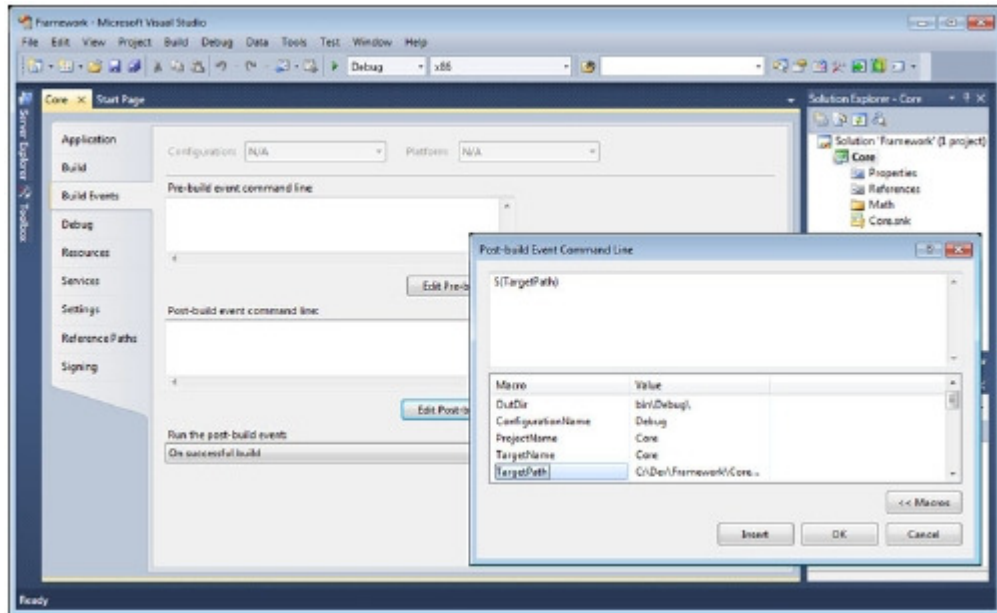 Framework - Microsoft Visual Studio
File Edit View Project Build Debug Data Tools Test Window Help
Debug x86
Server Explorer
Toolbox
Core Start Page
Application
Build
Build Events
Debug
Resources
Services
Settings
Reference Paths
Signing
Configuration: N/A Platform: N/A
Pre-build event command line:
Edit Pre-b
Post-build event command line:
Edit Post-b
Run the post-build event:
On successful build
Solution Explorer - Core
Solution 'Framework' (1 project)
Core
Properties
References
Math
Core.snk
Post-build Event Command Line
$(TargetPath)
Macro Value
OutDir bin\Debug\
ConfigurationName Debug
ProjectName Core
TargetName Core
TargetPath C:\Dev\Framework\Core...
<< Macros
Insert OK Cancel
Ready